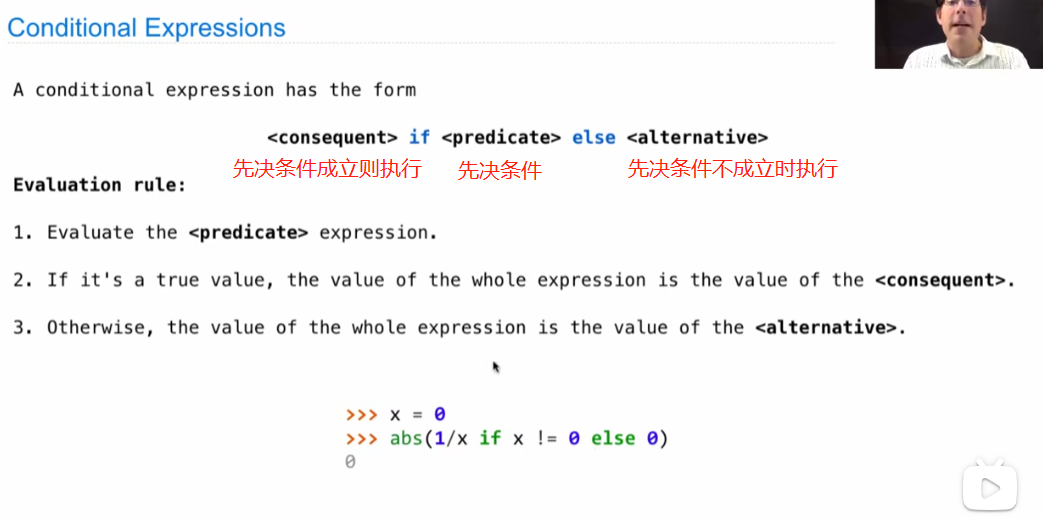 Conditional Expressions
A conditional expression has the form
<consequent> if <predicate> else <alternative>
先决条件成立则执行 先决条件 先决条件不成立时执行
Evaluation rule:
1. Evaluate the <predicate> expression.
2. If it's a true value, the value of the whole expression is the value of the <consequent>.
3. Otherwise, the value of the whole expression is the value of the <alternative>.
>>> x = 0
>>> abs(1/x if x != 0 else 0)
0